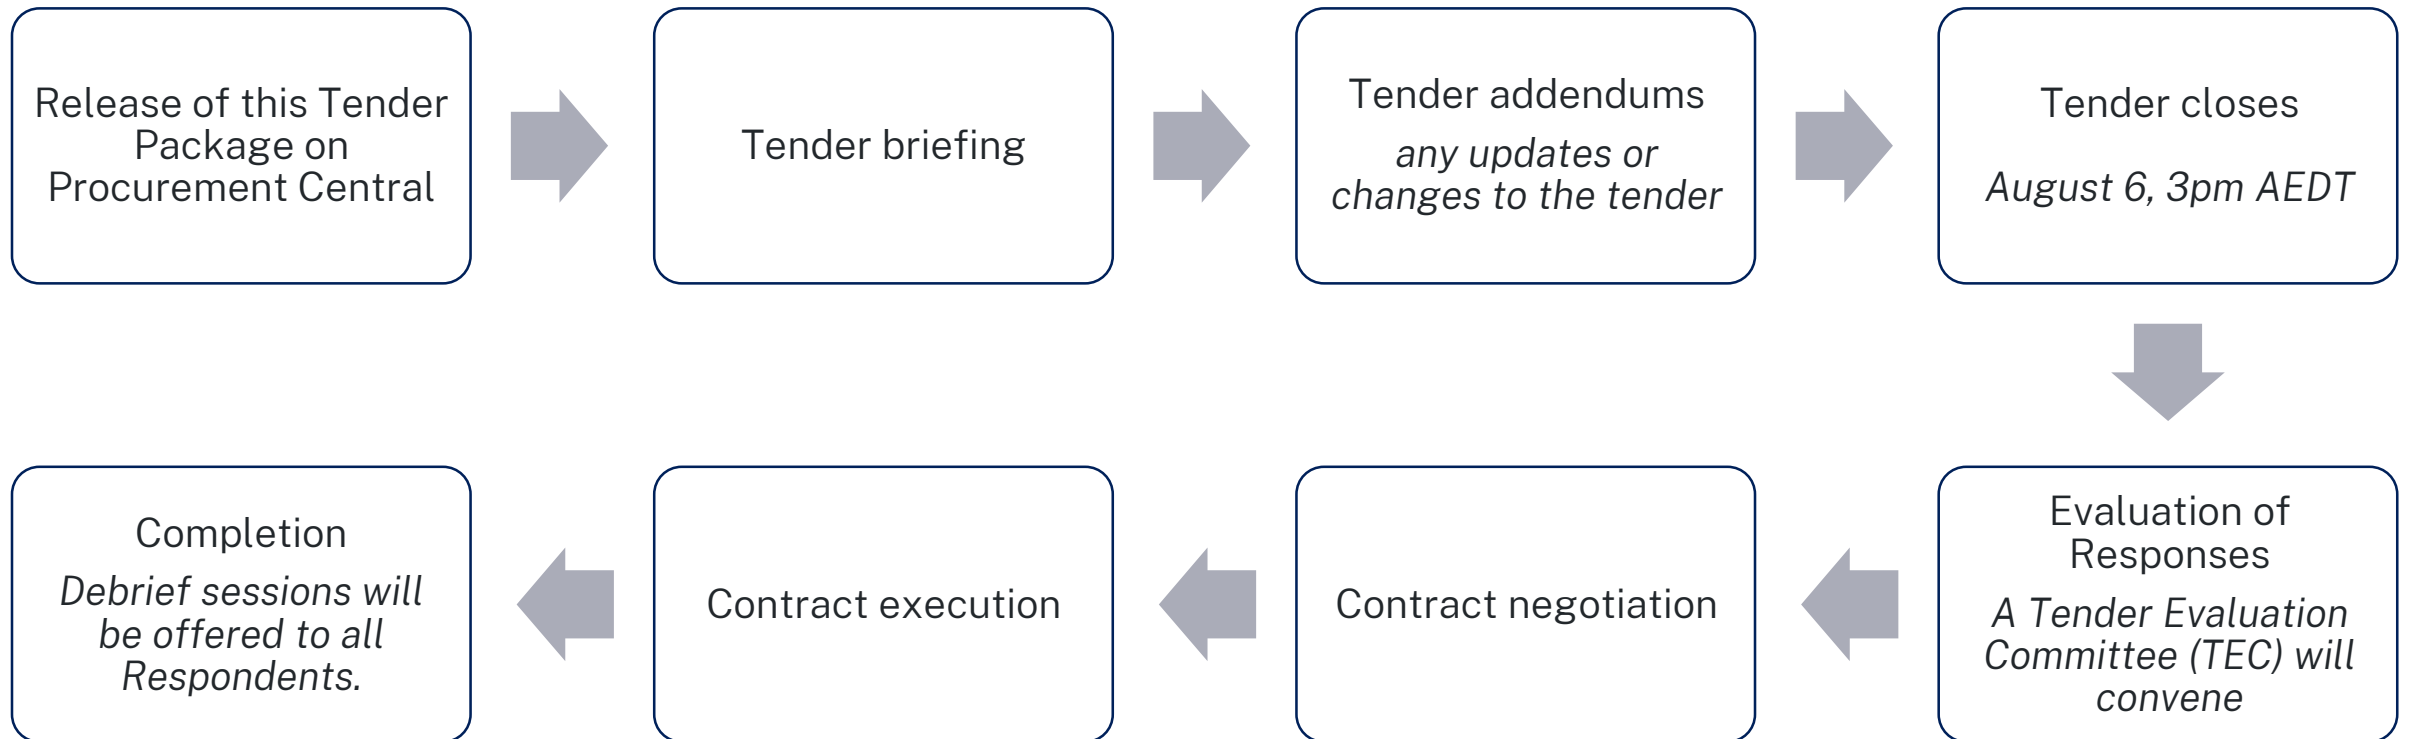 Release of this Tender
Package on
Procurement Central
Tender briefing
Tender addendums
any updates or
changes to the tender
Tender closes
August 6, 3pm AEDT
Evaluation of
Responses
A Tender Evaluation
Committee (TEC) will
convene
Contract negotiation
Contract execution
Completion
Debrief sessions will
be offered to all
Respondents.